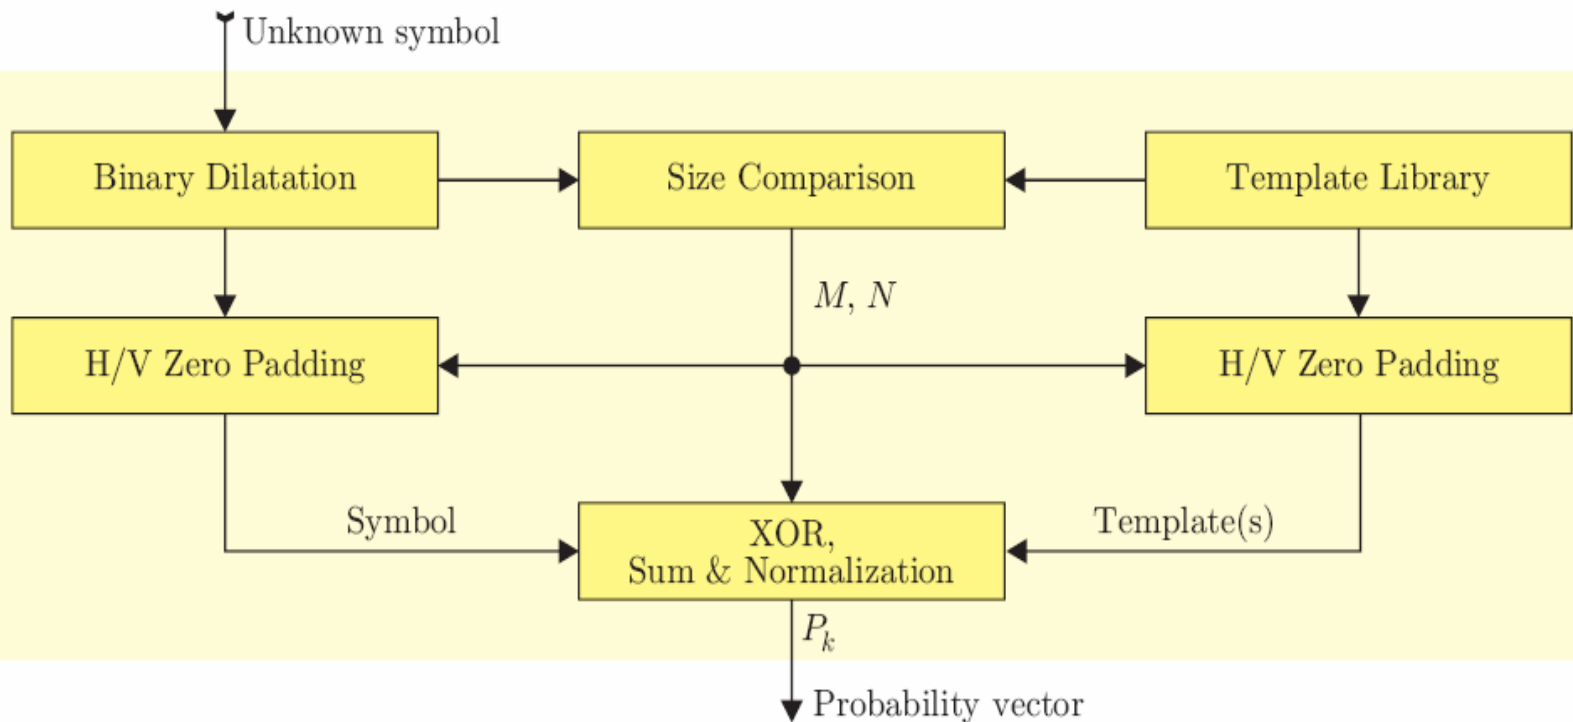 Unknown symbol
Binary Dilatation
Size Comparison
Template Library
M, N
H/V Zero Padding
H/V Zero Padding
Symbol
Template(s)
XOR,
Sum & Normalization
P_k
Probability vector